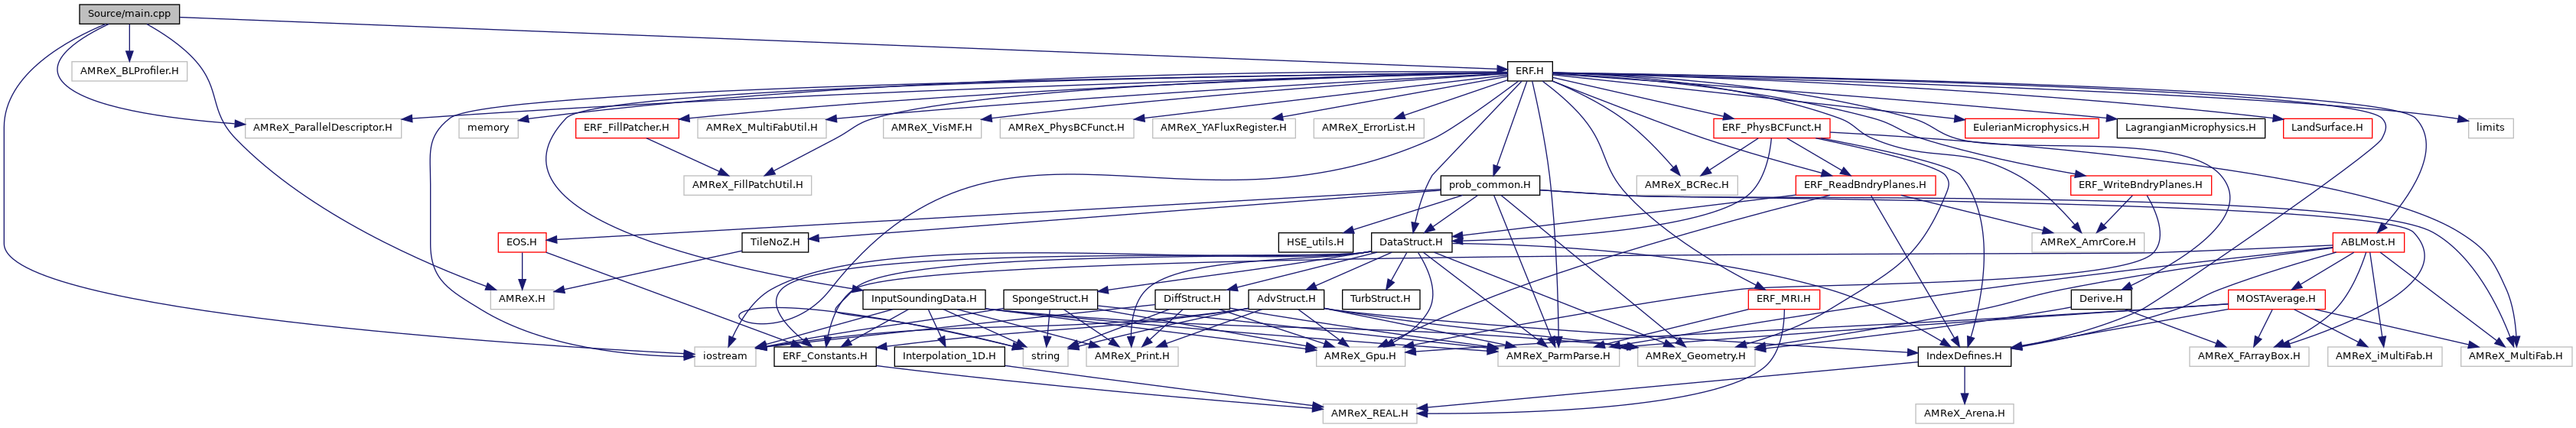 Source/main.cpp
AMReX_BLProfiler.H
ERF.H
AMReX_ParallelDescriptor.H
memory
ERF_FillPatcher.H
AMReX_MultiFabUtil.H
AMReX_VisMF.H
AMReX_PhysBCFunct.H
AMReX_YAFluxRegister.H
AMReX_ErrorList.H
ERF_PhysBCFunct.H
EulerianMicrophysics.H
LagrangianMicrophysics.H
LandSurface.H
limits
AMReX_FillPatchUtil.H
prob_common.H
AMReX_BCRec.H
ERF_ReadBndryPlanes.H
ERF_WriteBndryPlanes.H
EOS.H
TileNoZ.H
HSE_utils.H
DataStruct.H
AMReX_AmrCore.H
ABLMost.H
AMReX.H
InputSoundingData.H
SpongeStruct.H
DiffStruct.H
AdvStruct.H
TurbStruct.H
ERF_MRI.H
Derive.H
MOSTAverage.H
iostream
ERF_Constants.H
Interpolation_1D.H
string
AMReX_Print.H
AMReX_Gpu.H
AMReX_ParmParse.H
AMReX_Geometry.H
IndexDefines.H
AMReX_FArrayBox.H
AMReX_iMultiFab.H
AMReX_MultiFab.H
AMReX_REAL.H
AMReX_Arena.H